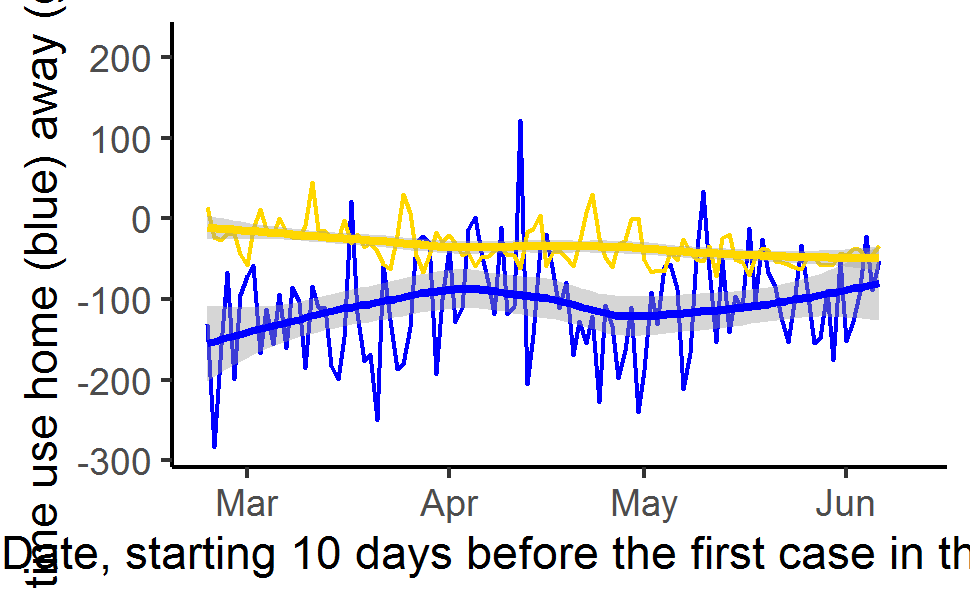 time use home (blue) away (
200
100
0
-100
-200
-300
Mar Apr May Jun
Date, starting 10 days before the first case in th